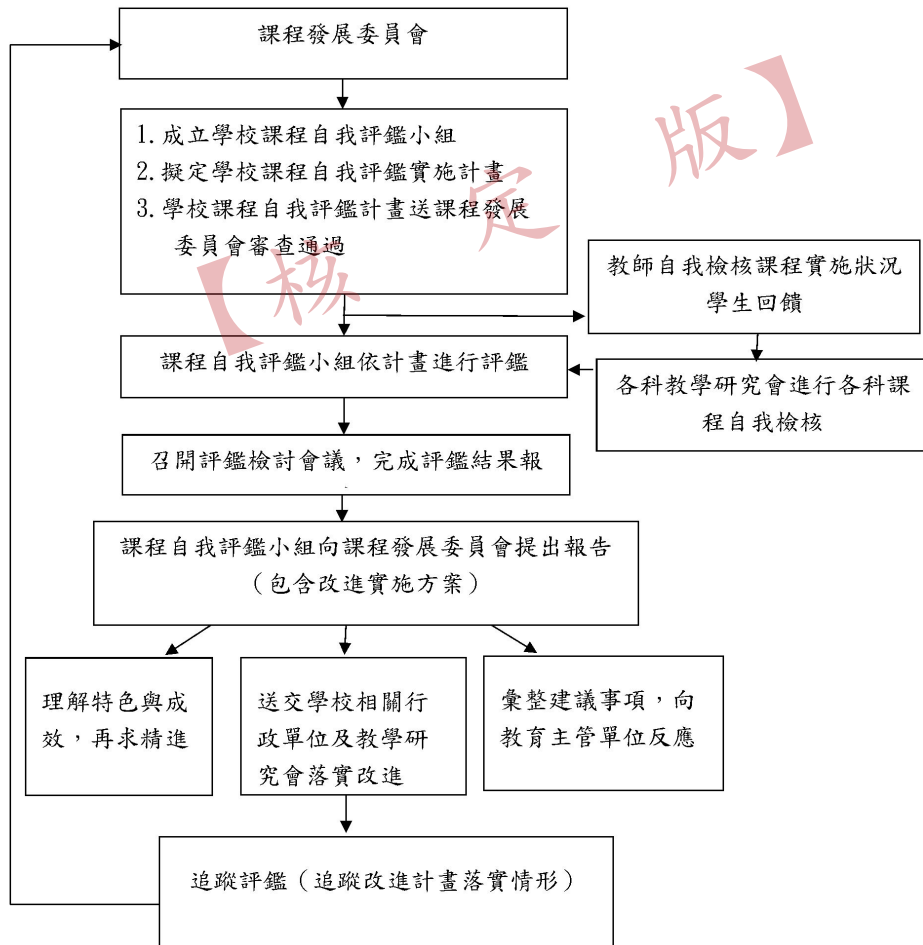 課程發展委員會
1.成立學校課程自我評鑑小組
2.擬定學校課程自我評鑑實施計畫
3.學校課程自我評鑑計畫送課程發展
委員會審查通過
【核定版】
教師自我檢核課程實施狀況
學生回饋
課程自我評鑑小組依計畫進行評鑑
各科教學研究會進行各科課
程自我檢核
召開評鑑檢討會議，完成評鑑結果報
課程自我評鑑小組向課程發展委員會提出報告
（包含改進實施方案）
理解特色與成
效，再求精進
送交學校相關行
政單位及教學研
究會落實改進
彙整建議事項，向
教育主管單位反應
追蹤評鑑（追蹤改進計畫落實情形）